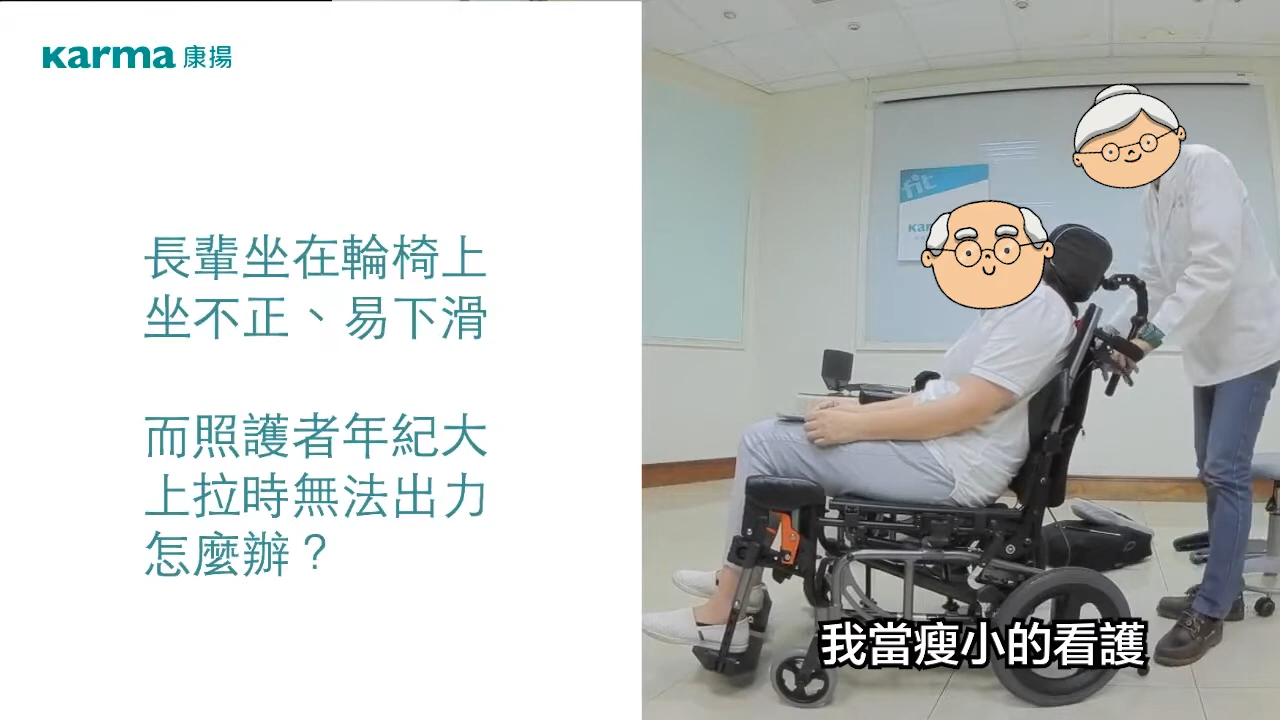 Karma 康揚
長輩坐在輪椅上
坐不正、易下滑
而照護者年紀大
上拉時無法出力
怎麼辦？
fit
我當瘦小的看護